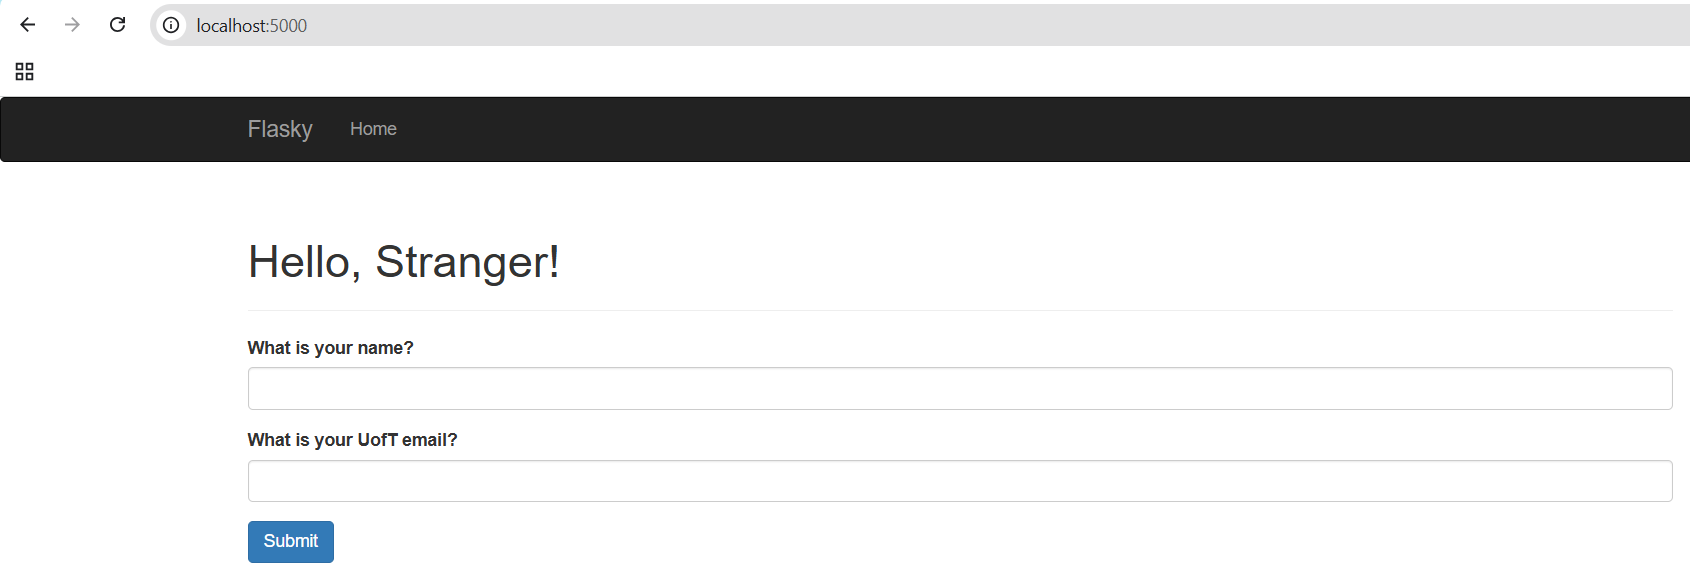 localhost:5000
Flasky Home
Hello, Stranger!
What is your name?
What is your UofT email?
Submit